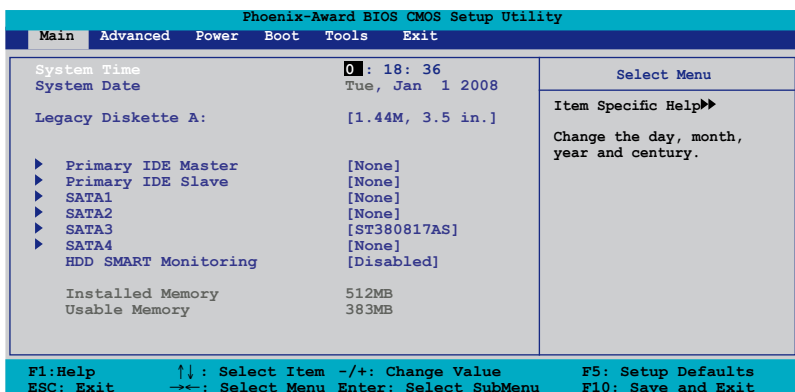 Phoenix-Award BIOS CMOS Setup Utility
Main Advanced Power Boot Tools Exit
System Time 0 : 18: 36
System Date Tue, Jan 1 2008
Legacy Diskette A: [1.44M, 3.5 in.]
Primary IDE Master [None]
Primary IDE Slave [None]
SATA1 [None]
SATA2 [None]
SATA3 [ST380817AS]
SATA4 [None]
HDD SMART Monitoring [Disabled]
Installed Memory 512MB
Usable Memory 383MB
Select Menu
Item Specific Help
Change the day, month,
year and century.
F1:Help ↑↓: Select Item -/+: Change Value F5: Setup Defaults
ESC: Exit →←: Select Menu Enter: Select SubMenu F10: Save and Exit